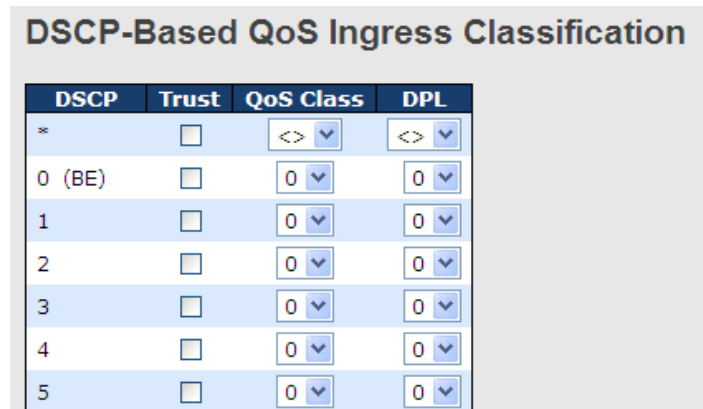 DSCP-Based QoS Ingress Classification
DSCP Trust QoS Class DPL
* <> <>
0 (BE) 0 0
1 0 0
2 0 0
3 0 0
4 0 0
5 0 0